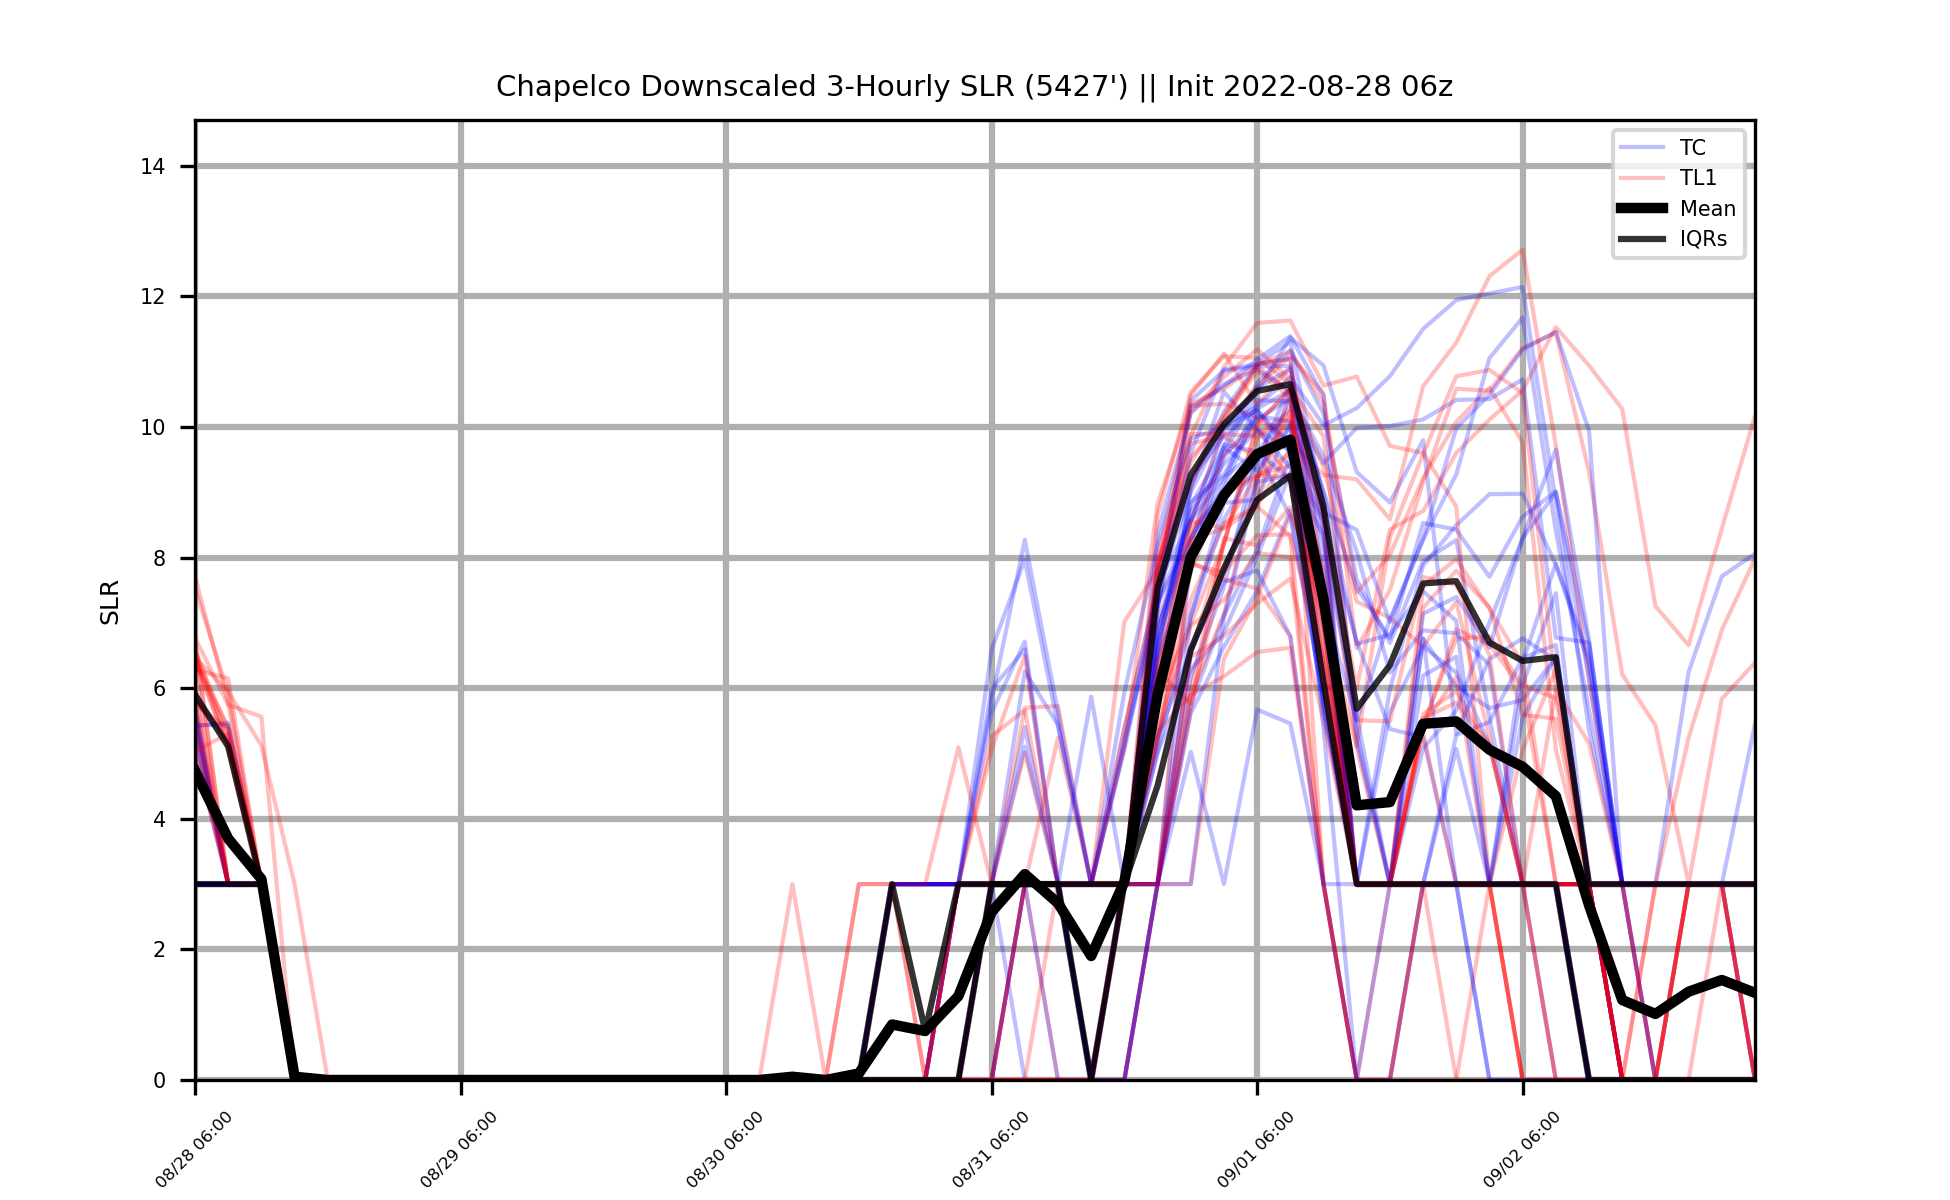 Chapelco Downscaled 3-Hourly SLR (5427') || Init 2022-08-28 06z
TC
TL1
Mean
IQRs
SLR
14
12
10
8
6
4
2
0
08/28 06:00
08/29 06:00
08/30 06:00
08/31 06:00
09/01 06:00
09/02 06:00